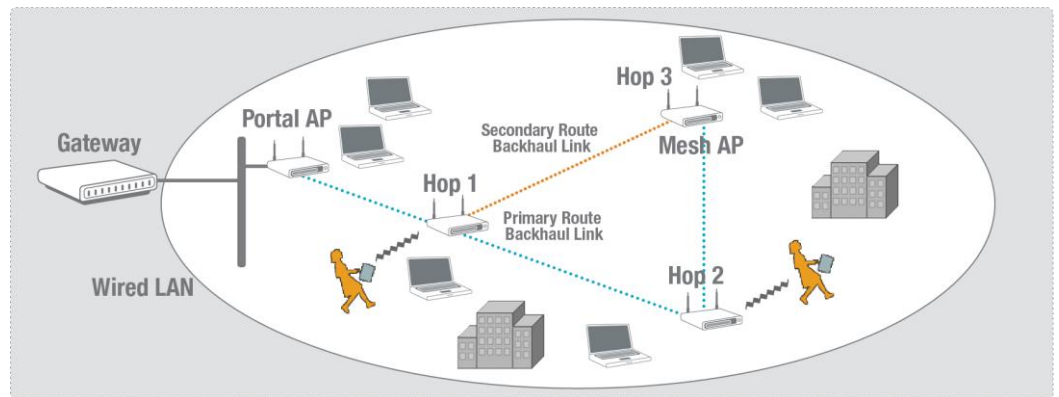 Hop 3
Portal AP
Gateway
Secondary Route
Backhaul Link
Mesh AP
Hop 1
Primary Route
Backhaul Link
Wired LAN
Hop 2